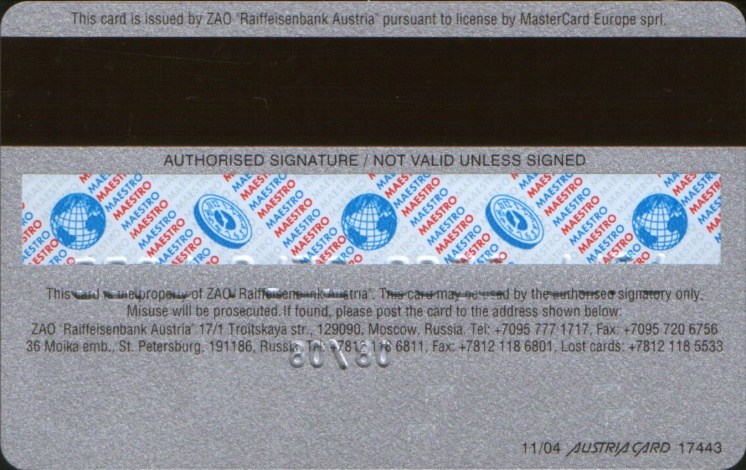 This card is issued by ZAO "Raiffeisenbank Austria" pursuant to license by MasterCard Europe sprl.
AUTHORISED SIGNATURE / NOT VALID UNLESS SIGNED
MAESTRO MAESTRO MAESTRO MAESTRO MAESTRO
This card is the property of ZAO "Raiffeisenbank Austria". This card may be used by the authorised signatory only.
Misuse will be prosecuted. If found, please post the card to the address shown below:
ZAO "Raiffeisenbank Austria" 17/1 Troitskaya str., 129090, Moscow, Russia. Tel: +7095 777 1717, Fax: +7095 720 6756
36 Moika emb., St. Petersburg, 191186, Russia, Tel: +7812 118 6811, Fax: +7812 118 6801, Lost cards: +7812 118 5533
11/04 AUSTRIACARD 17443